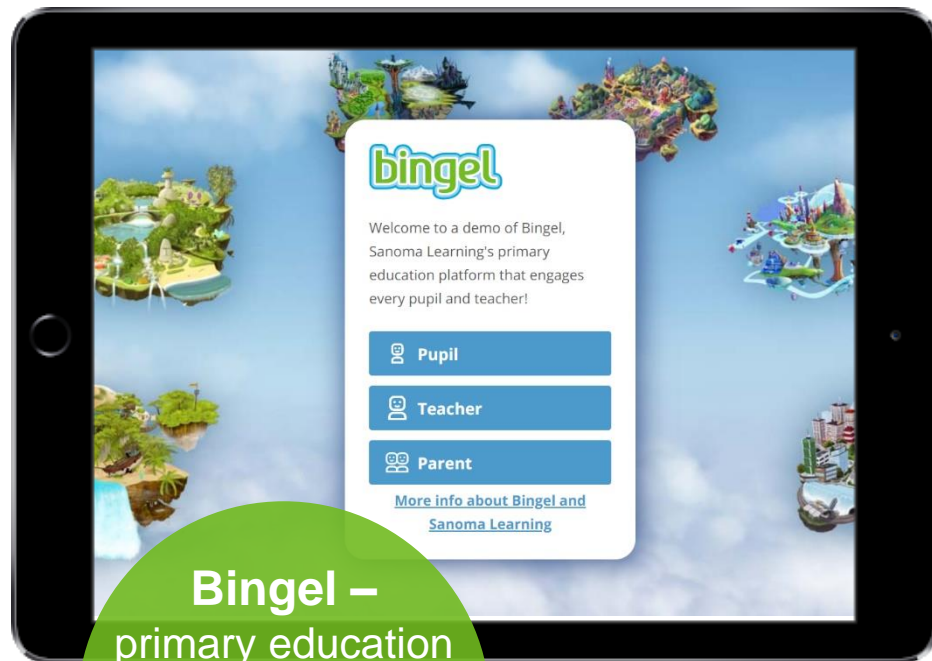 bingel
Welcome to a demo of Bingel,
Sanoma Learning's primary
education platform that engages
every pupil and teacher!
Pupil
Teacher
Parent
More info about Bingel and
Sanoma Learning
Bingel –
primary education